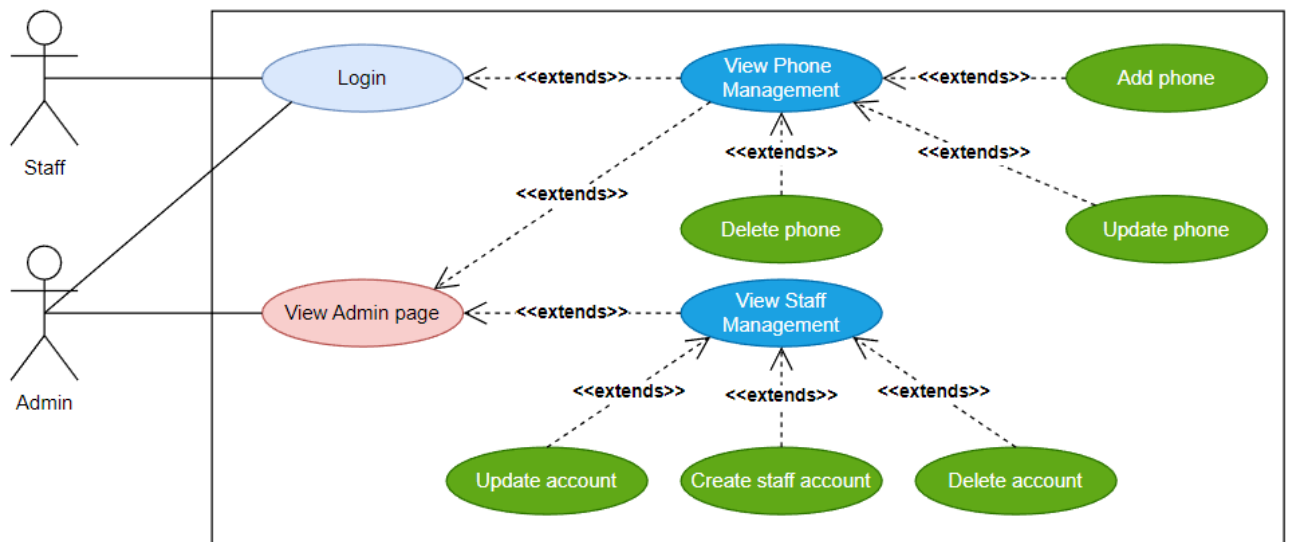 Login
<<extends>>
View Phone
Management
<<extends>>
Add phone
Staff
<<extends>>
<<extends>>
<<extends>>
Delete phone
Update phone
View Admin page
<<extends>>
View Staff
Management
Admin
<<extends>>
<<extends>>
<<extends>>
Update account
Create staff account
Delete account